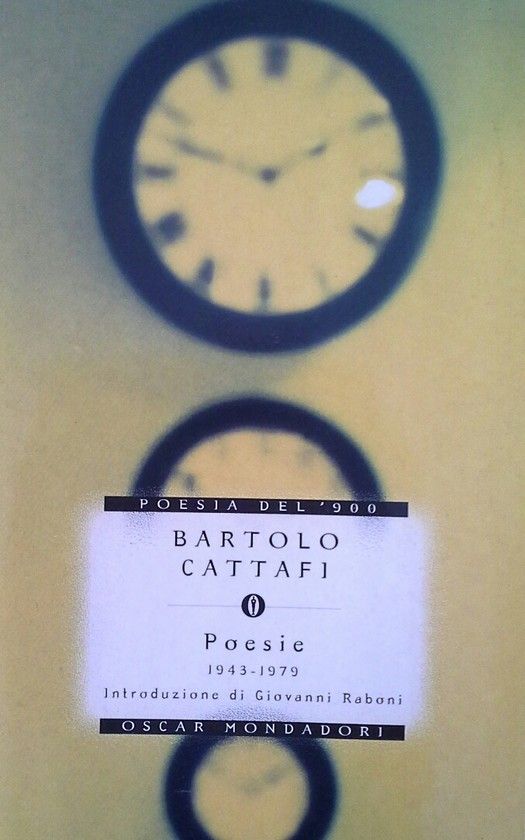 POESIA DEL '900
BARTOLO
CATTAFI
Poesie
1943-1979
Introduzione di Giovanni Raboni
OSCAR MONDADORI